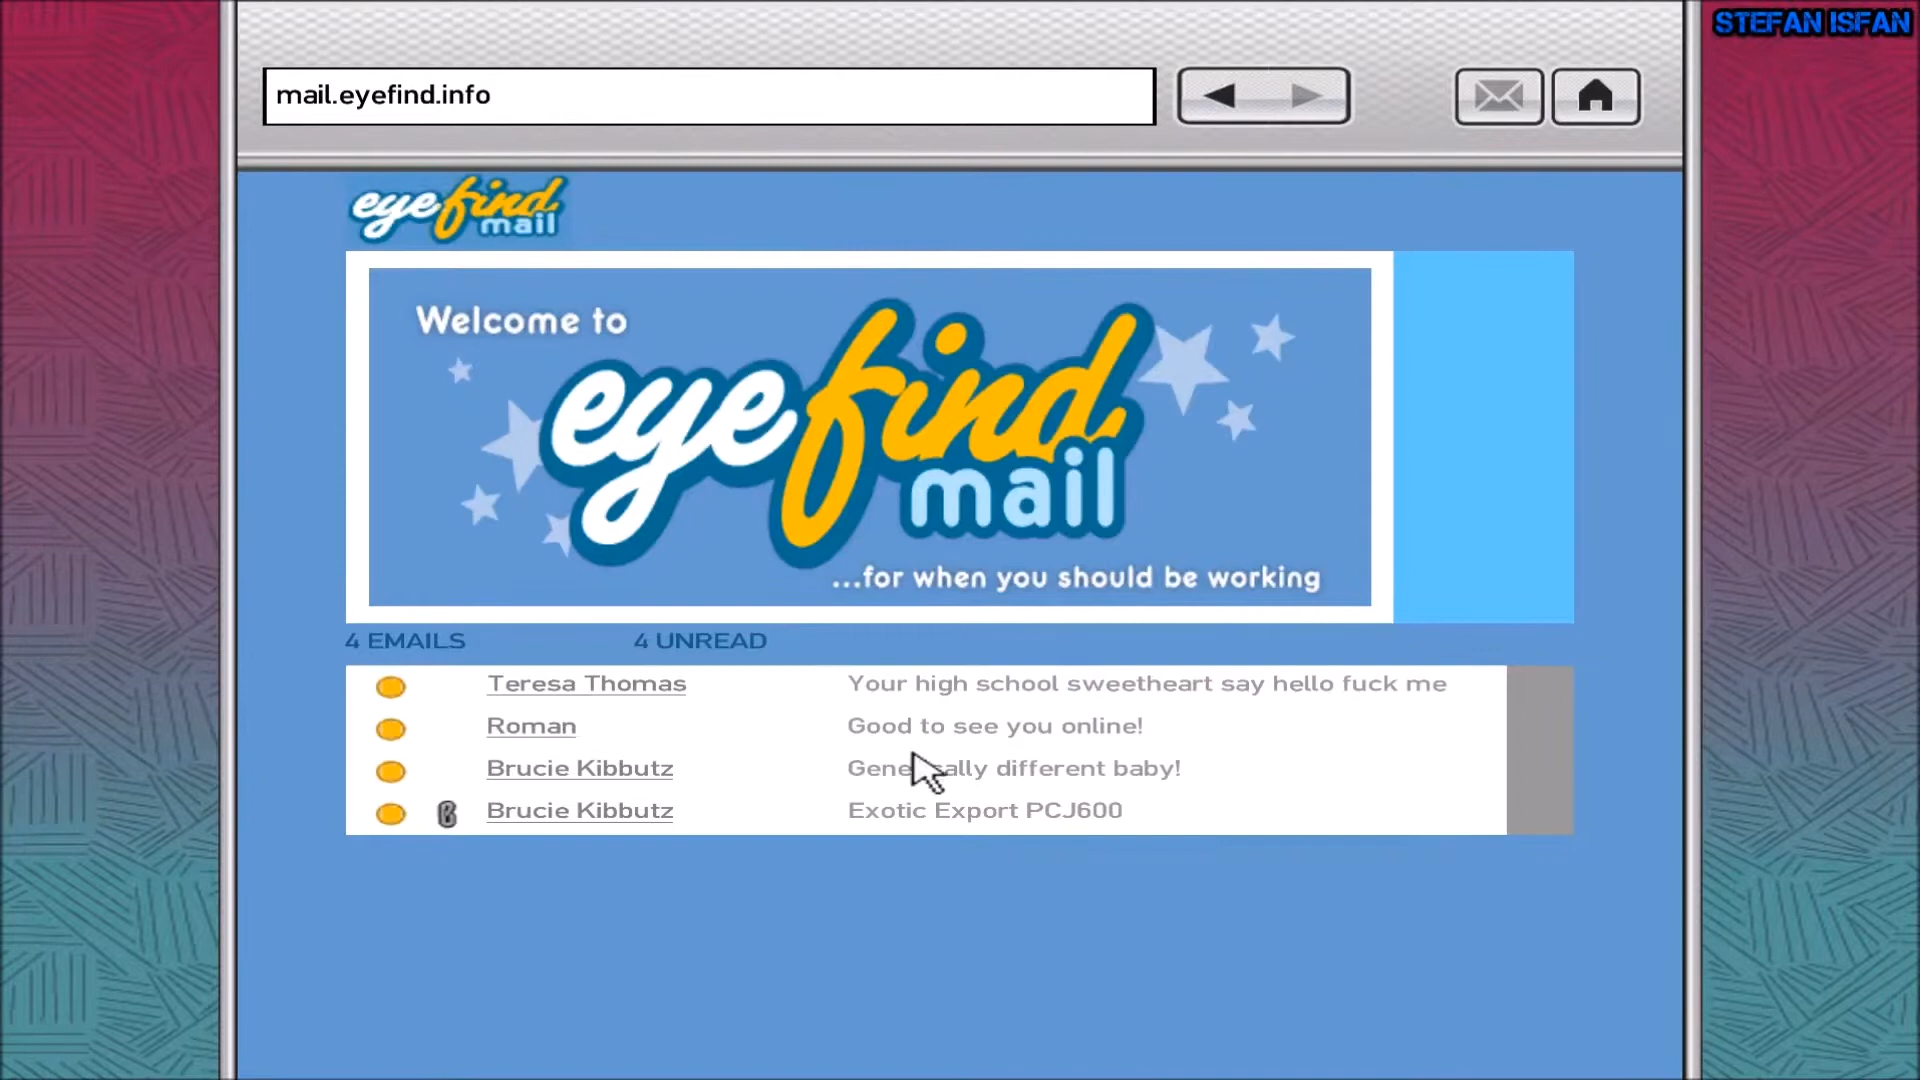 STEFAN ISFAN
mail.eyefind.info
eyefind
mail
Welcome to
eyefind
mail
...for when you should be working
4 EMAILS 4 UNREAD
Teresa Thomas Your high school sweetheart say hello fuck me
Roman Good to see you online!
Brucie Kibbutz different baby!
Brucie Kibbutz Exotic Export PCJ600